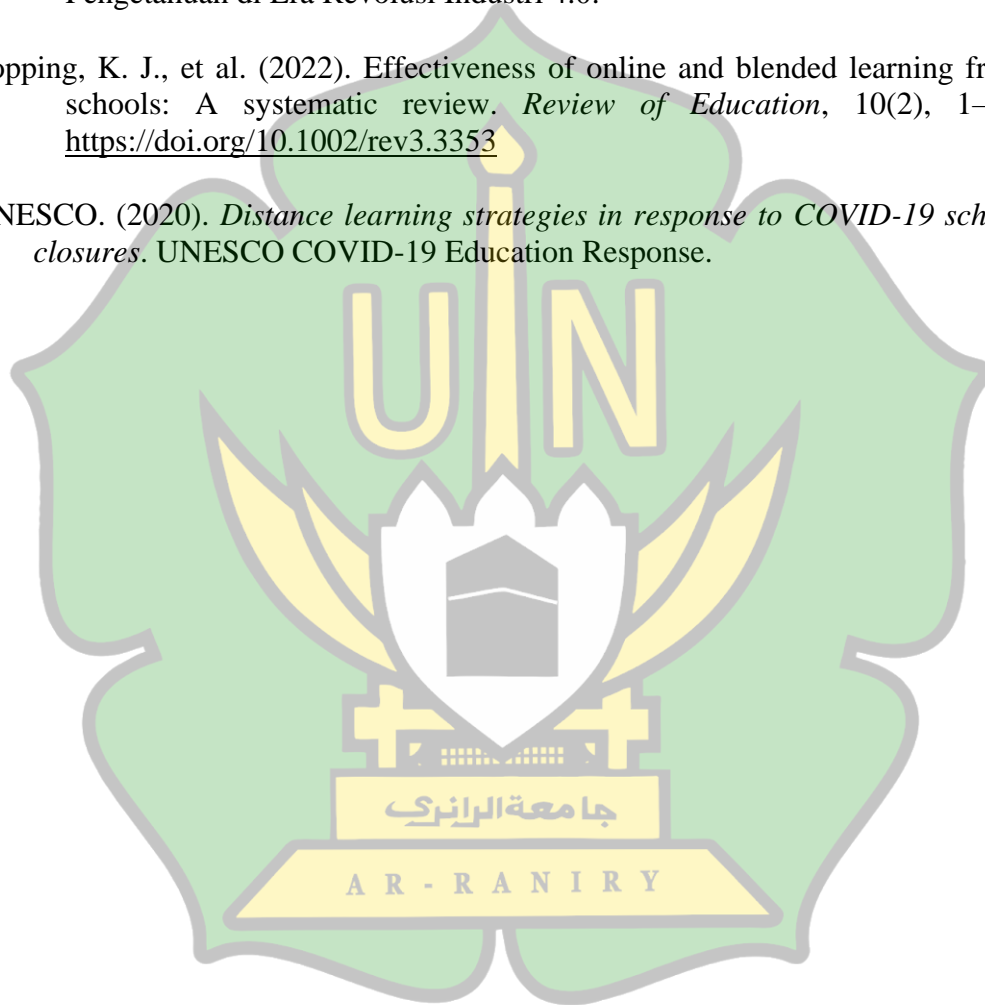 Pengetahuan di Era Revolusi Industri 4.0.
opping, K. J., et al. (2022). Effectiveness of online and blended learning fr
schools: A systematic review. Review of Education, 10(2), 1–
https://doi.org/10.1002/rev3.3353
NESCO. (2020). Distance learning strategies in response to COVID-19 sch
closures. UNESCO COVID-19 Education Response.
UIN
جامعةالرانري
AR-RANIRY